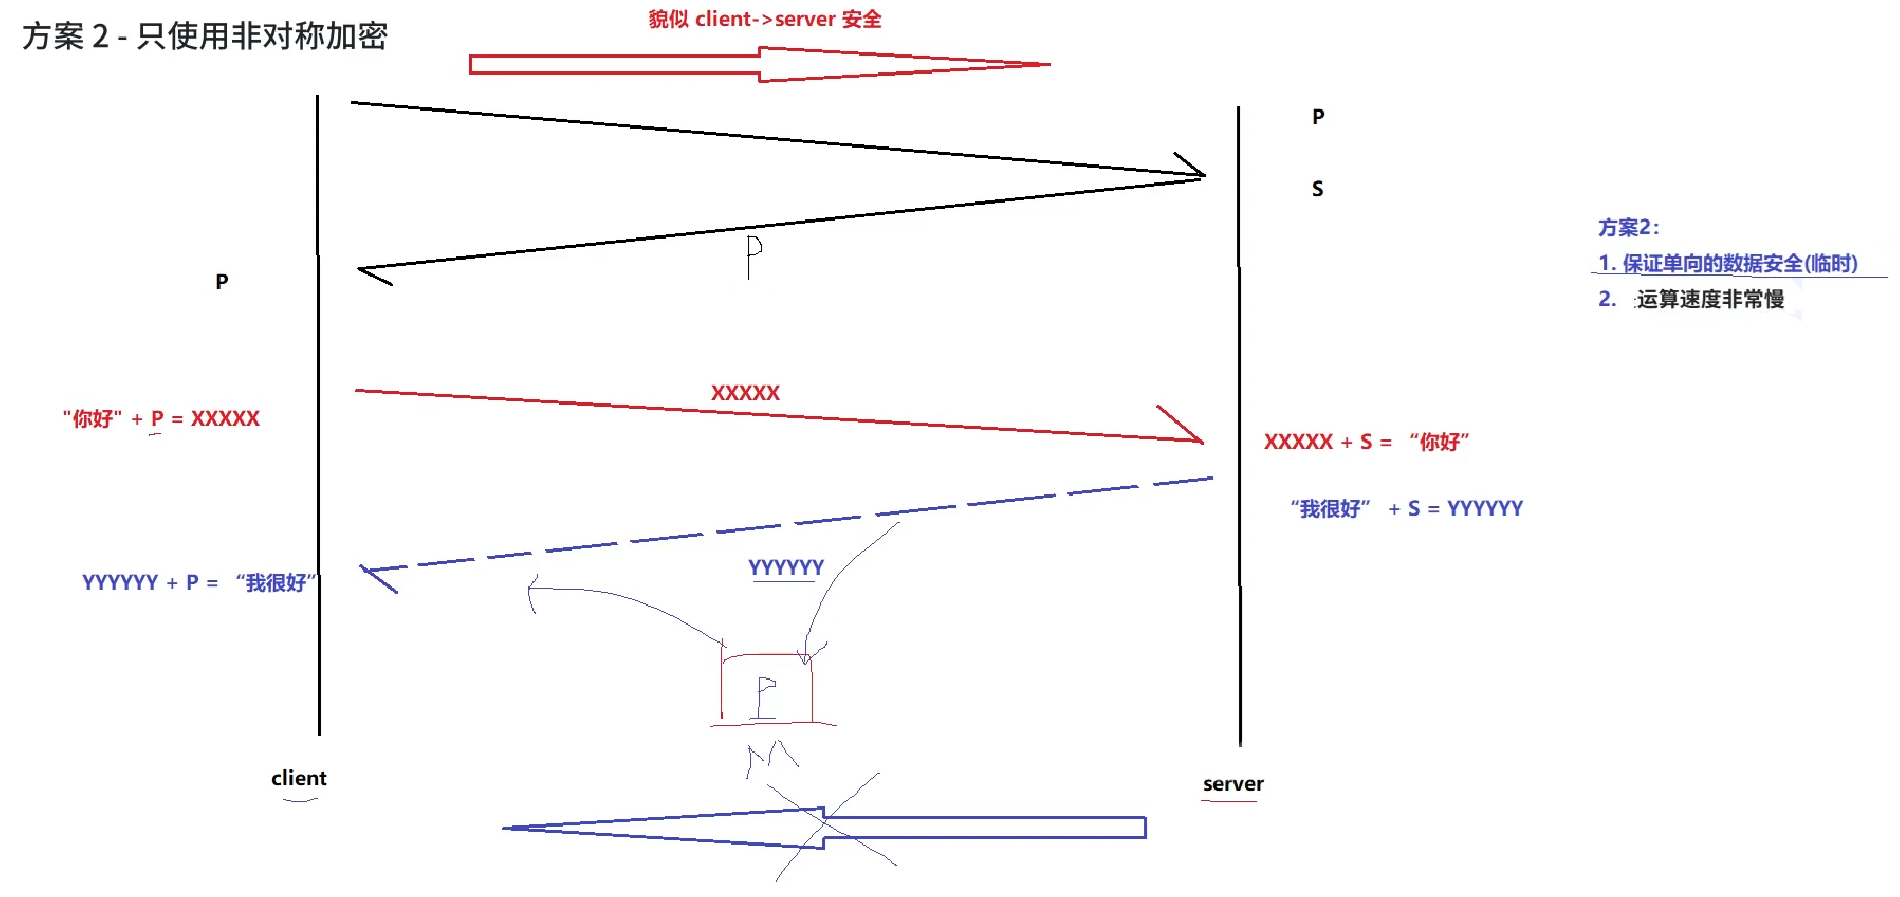 方案 2 - 只使用非对称加密
貌似 client->server 安全
P
S
P
P
方案2:
1. 保证单向的数据安全(临时)
2. :运算速度非常慢
XXXXX
"你好" + P = XXXXX
XXXXX + S = “你好”
“我很好” + S = YYYYYY
YYYYYY
YYYYYY + P = “我很好”
P
M
client
server